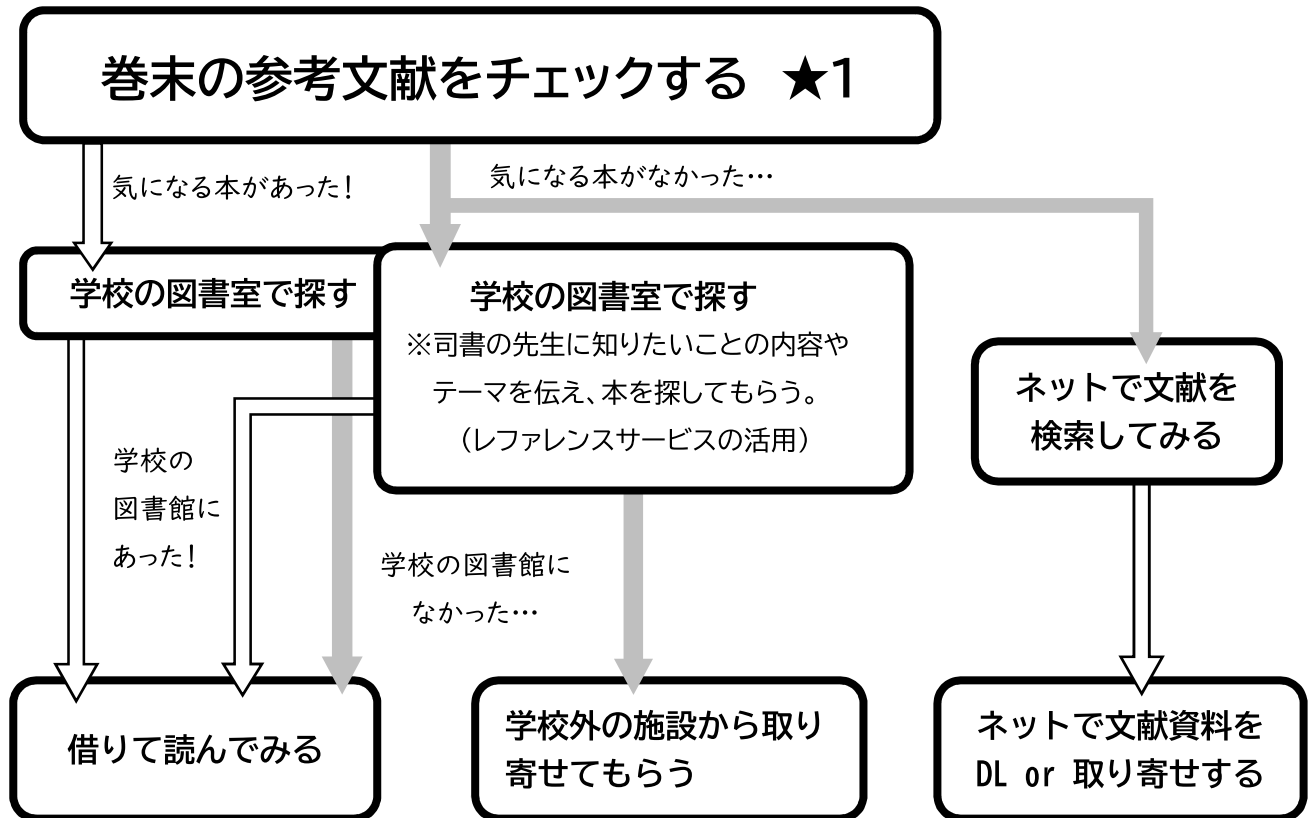 巻末の参考文献をチェックする ★1
気になる本があった!
気になる本がなかった…
学校の図書室で探す
学校の図書室で探す
※司書の先生に知りたいことの内容や
テーマを伝え、本を探してもらう。
（レファレンスサービスの活用）
ネットで文献を
検索してみる
学校の
図書館に
あった!
学校の図書館に
なかった…
借りて読んでみる
学校外の施設から取り
寄せてもらう
ネットで文献資料を
DL or 取り寄せする